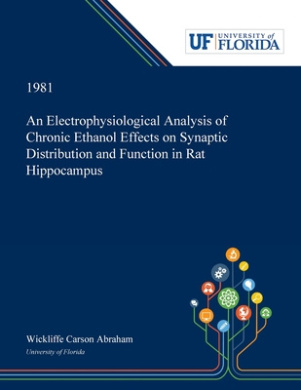 UF UNIVERSITY of
FLORIDA
1981
An Electrophysiological Analysis of
Chronic Ethanol Effects on Synaptic
Distribution and Function in Rat
Hippocampus
Wickliffe Carson Abraham
University of Florida